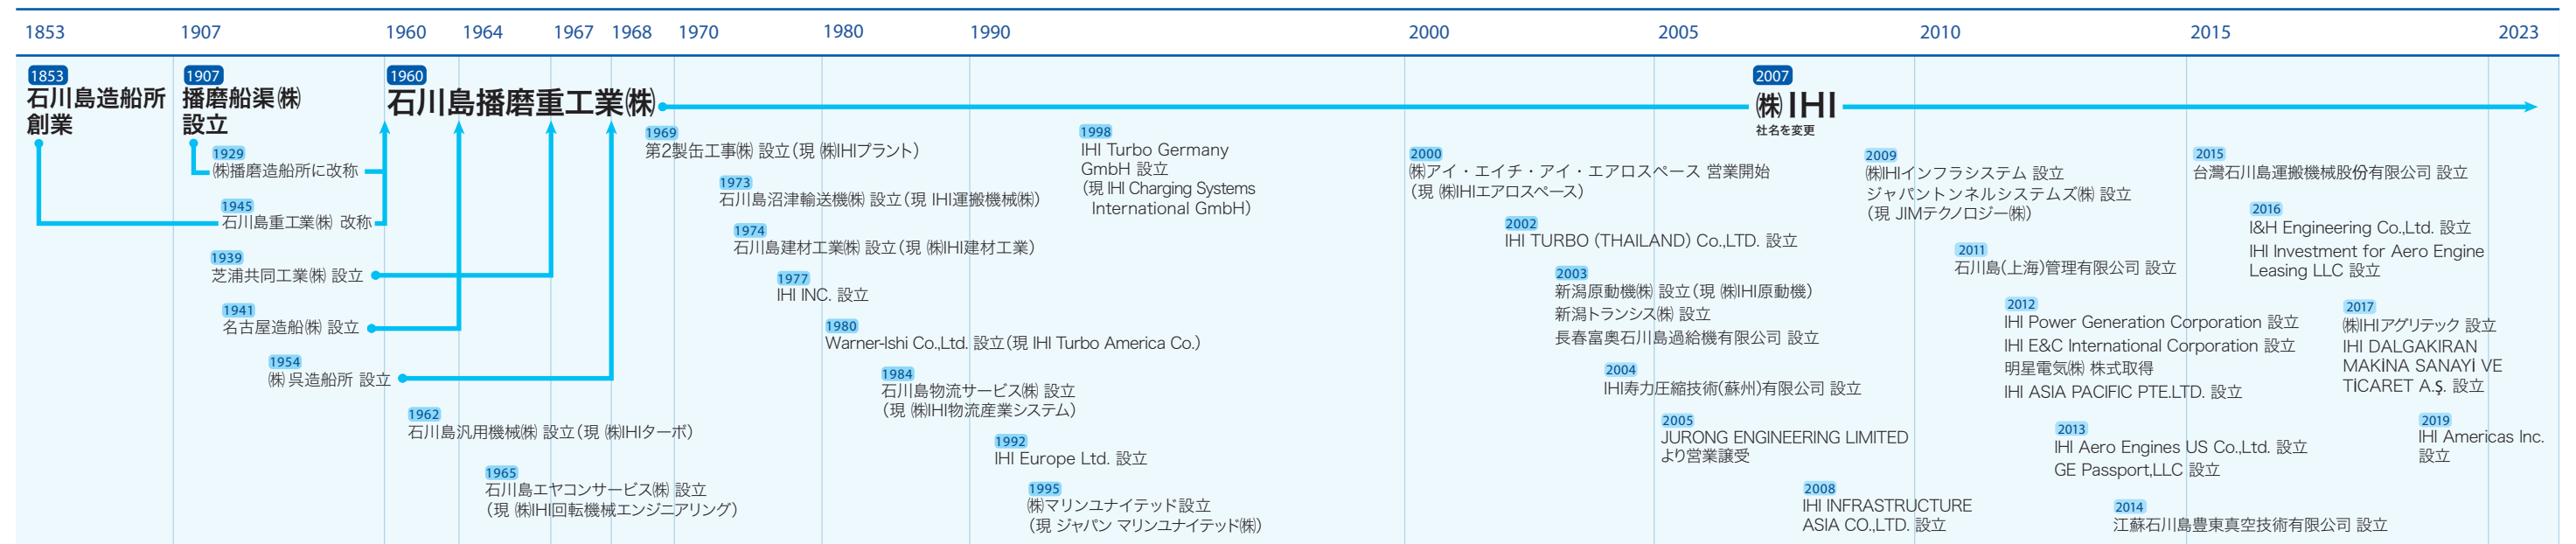 1853 1907 1960 1964 1967 1968 1970 1980 1990 2000 2005 2010 2015 2023
1853
石川島造船所
創業
1907
播磨船渠㈱
設立
1960
石川島播磨重工業㈱
2007
㈱IHI
社名を変更
1929
㈱播磨造船所に改称
1945
石川島重工業㈱ 改称
1939
芝浦共同工業㈱ 設立
1941
名古屋造船㈱ 設立
1954
㈱呉造船所 設立
1962
石川島汎用機械㈱ 設立（現 ㈱IHIターボ）
1965
石川島エヤコンサービス㈱ 設立
（現 ㈱IHI回転機械エンジニアリング）
1969
第2製缶工事㈱ 設立（現 ㈱IHIプラント）
1973
石川島沼津輸送機㈱ 設立（現 IHI運搬機械㈱）
1974
石川島建材工業㈱ 設立（現 ㈱IHI建材工業）
1977
IHI INC. 設立
1980
Warner-Ishi Co.,Ltd. 設立（現 IHI Turbo America Co.）
1984
石川島物流サービス㈱ 設立
（現 ㈱IHI物流産業システム）
1992
IHI Europe Ltd. 設立
1995
㈱マリンユナイテッド設立
（現 ジャパン マリンユナイテッド㈱）
1998
IHI Turbo Germany
GmbH 設立
（現 IHI Charging Systems
International GmbH）
2000
㈱アイ・エイチ・アイ・エアロスペース 営業開始
（現 ㈱IHIエアロスペース）
2002
IHI TURBO (THAILAND) Co.,LTD. 設立
2003
新潟原動機㈱ 設立（現 ㈱IHI原動機）
新潟トランシス㈱ 設立
長春富奥石川島過給機有限公司 設立
2004
IHI寿力圧縮技術(蘇州)有限公司 設立
2005
JURONG ENGINEERING LIMITED
より営業譲受
2008
IHI INFRASTRUCTURE
ASIA CO.,LTD. 設立
2009
㈱IHIインフラシステム 設立
ジャパントンネルシステムズ㈱ 設立
（現 JIMテクノロジー㈱）
2011
石川島(上海)管理有限公司 設立
2012
IHI Power Generation Corporation 設立
IHI E&C International Corporation 設立
明星電気㈱ 株式取得
IHI ASIA PACIFIC PTE.LTD. 設立
2013
IHI Aero Engines US Co.,Ltd. 設立
GE Passport,LLC 設立
2014
江蘇石川島豊東真空技術有限公司 設立
2015
台灣石川島運搬機械股份有限公司 設立
2016
I&H Engineering Co.,Ltd. 設立
IHI Investment for Aero Engine
Leasing LLC 設立
2017
㈱IHIアグリテック 設立
IHI DALGAKIRAN
MAKİNA SANAYİ VE
TİCARET A.Ş. 設立
2019
IHI Americas Inc.
設立